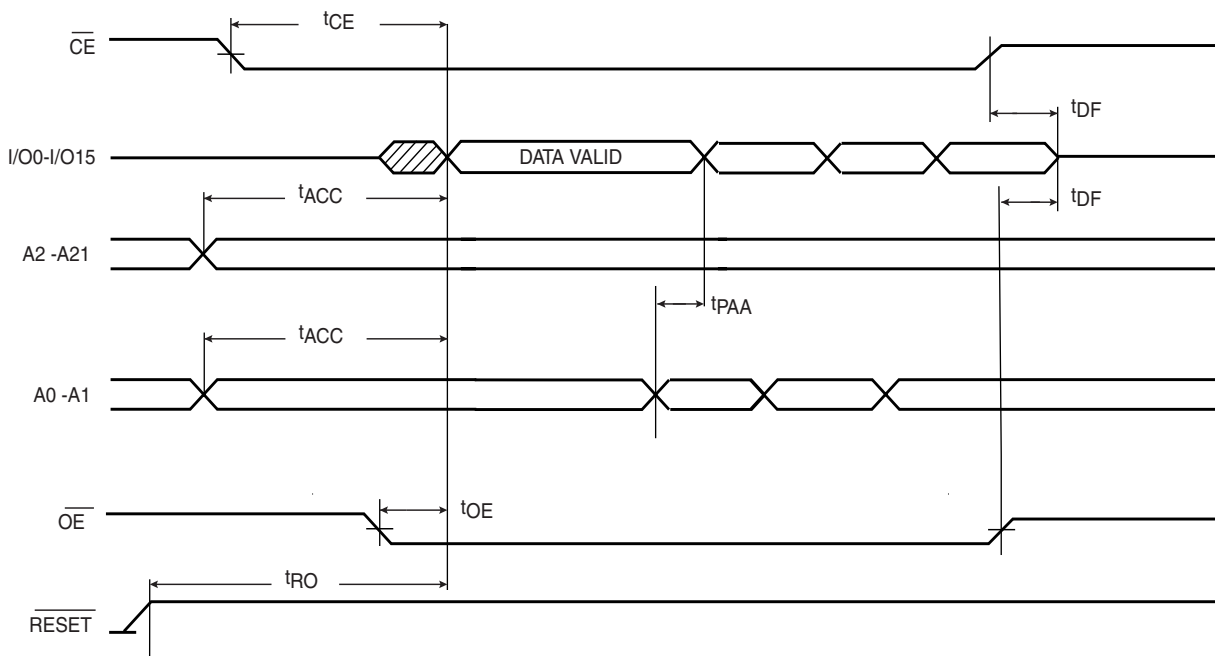 tCE
CE
tDF
I/O0-I/O15
DATA VALID
tACC
tDF
A2 -A21
tPAA
tACC
A0 -A1
tOE
OE
tRO
RESET